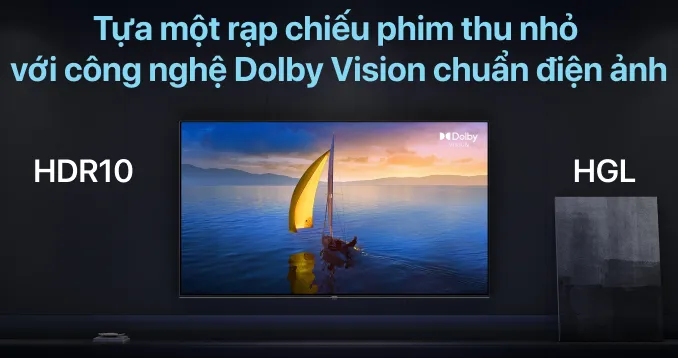 Tựa một rạp chiếu phim thu nhỏ
với công nghệ Dolby Vision chuẩn điện ảnh
Dolby
HDR10
HGL